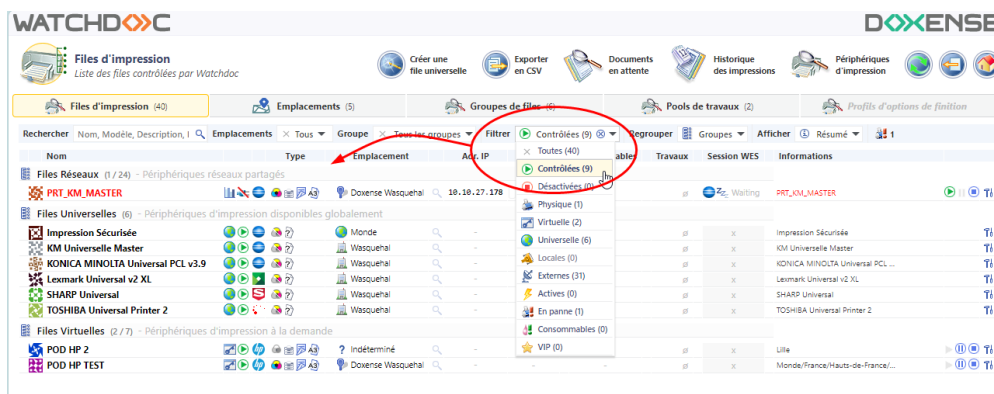 WATCHDOC
DOXENSE
Files d'impression
Liste des files contrôlées par Watchdoc
Créer une
file universelle
Exporter
en CSV
Documents
en attente
Historique
des impressions
Périphériques
d'impression
Files d'impression (40)
Emplacements (5)
Groupes de files (6)
Pools de travaux (2)
Profils d'options de finition
Rechercher Nom, Modèle, Description, Emplacements × Tous Groupe × Tous les groupes Filtrer Contrôlées (9) Regrouper Groupes Afficher Résumé 1
Nom Type Emplacement Adr. IP ables Travaux Session WES Informations
× Toutes (40)
Contrôlées (9)
Désactivées (0)
Physique (1)
Virtuelle (2)
Universelle (6)
Locales (0)
Externes (31)
Actives (0)
En panne (1)
Consommables (0)
VIP (0)
Files Réseaux (1 / 24) - Périphériques réseaux partagés
PRT_KM_MASTER A3 Doxense Wasquehal 10.10.27.178 ø Zzz Waiting PRT_KM_MASTER
Files Universelles (6) - Périphériques d'impression disponibles globalement
Impression Sécurisée ? Monde - ø x Impression Sécurisée
KM Universelle Master ? Wasquehal - ø x KM Universelle Master
KONICA MINOLTA Universal PCL v3.9 ? Wasquehal - ø x KONICA MINOLTA Universal PCL ...
Lexmark Universal v2 XL ? Wasquehal - ø x Lexmark Universal v2 XL
SHARP Universal S ? Wasquehal - ø x SHARP Universal
TOSHIBA Universal Printer 2 ? Wasquehal - ø x TOSHIBA Universal Printer 2
Files Virtuelles (2 / 7) - Périphériques d'impression à la demande
POD HP 2 hp A3 ? Indéterminé - - - ø x Lille
POD HP TEST hp A3 Doxense Wasquehal - - - ø x Monde/France/Hauts-de-France/...